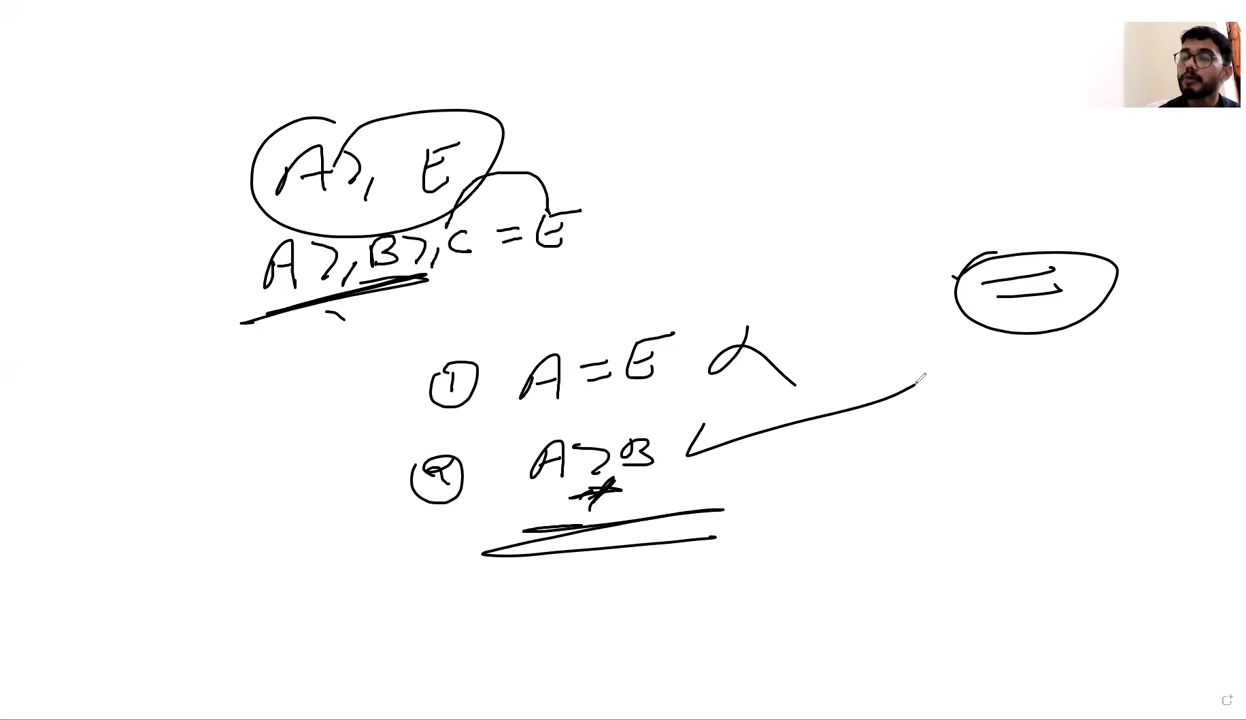 A ⩾ E
A ⩾ B ⩾ C = E
=
① A = E ×
② A ⩾ B ✓